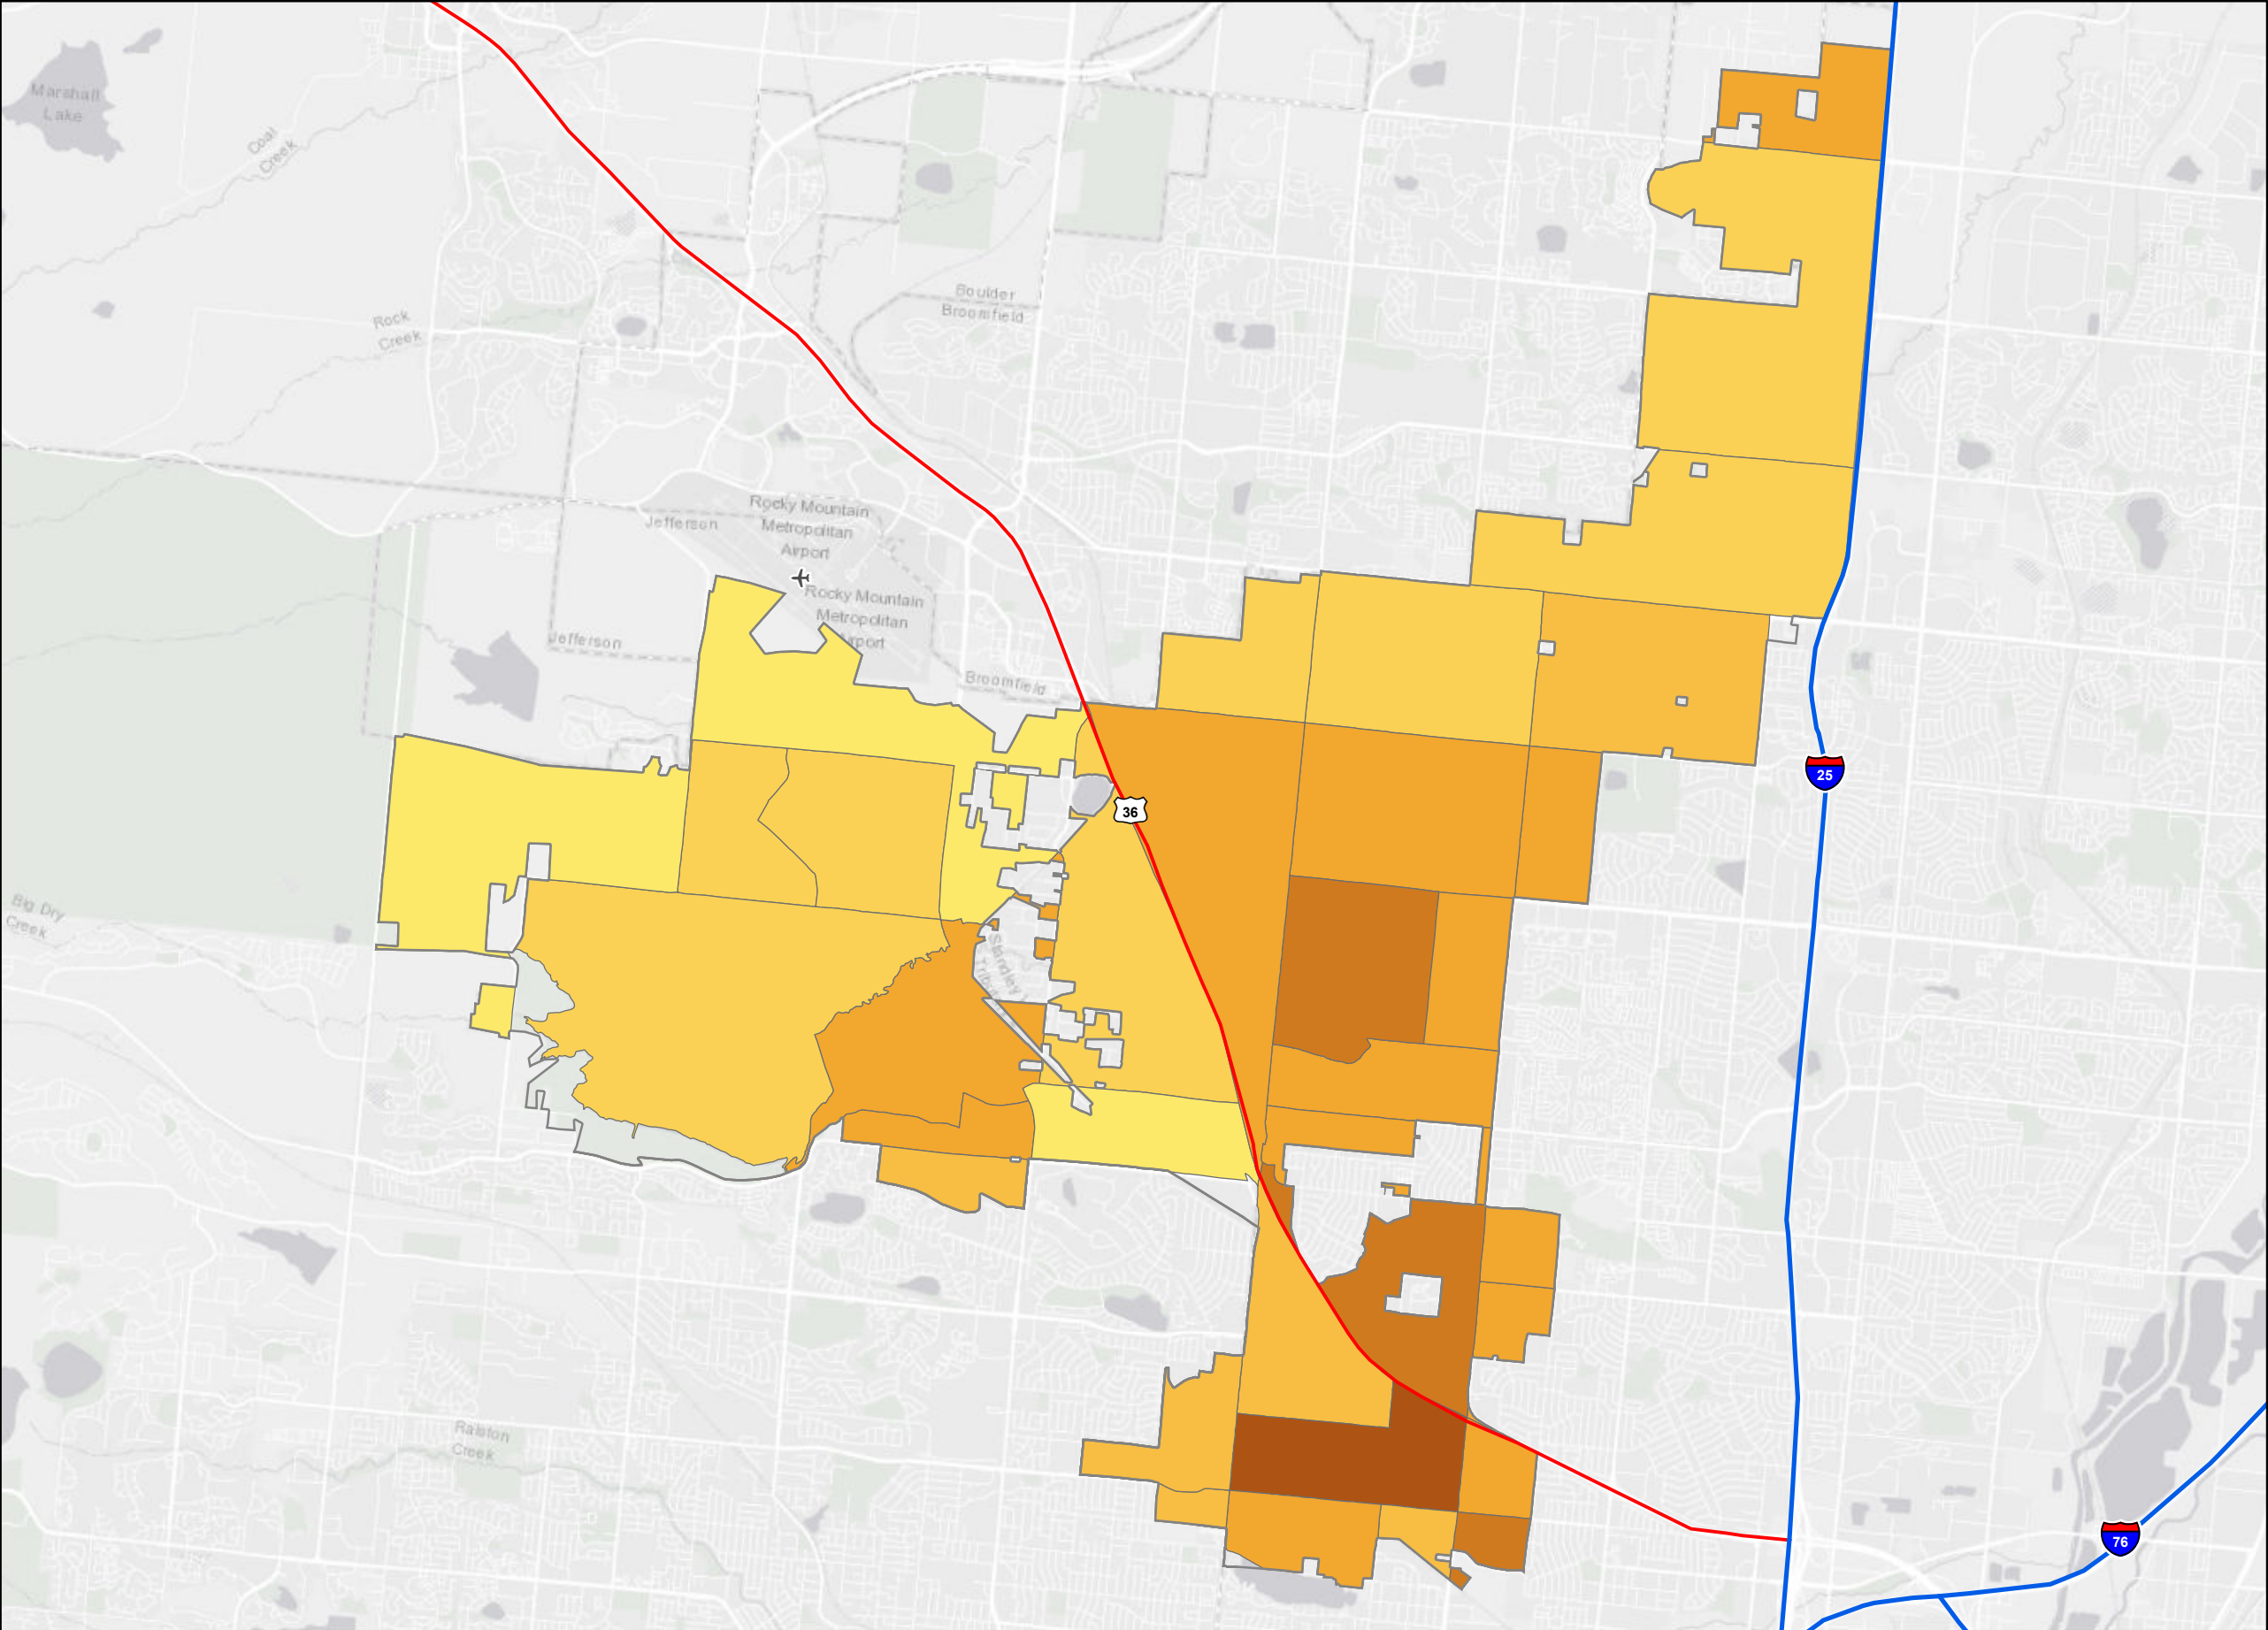 Marshall
Lake
Coal
Creek
Rock
Creek
Boulder
Broomfield
Rocky Mountain
Metropolitan
Airport
Jefferson
Rocky Mountain
Metropolitan
Airport
Jefferson
Broomfield
25
36
Big Dry
Creek
Standley
Ralston
Creek
76